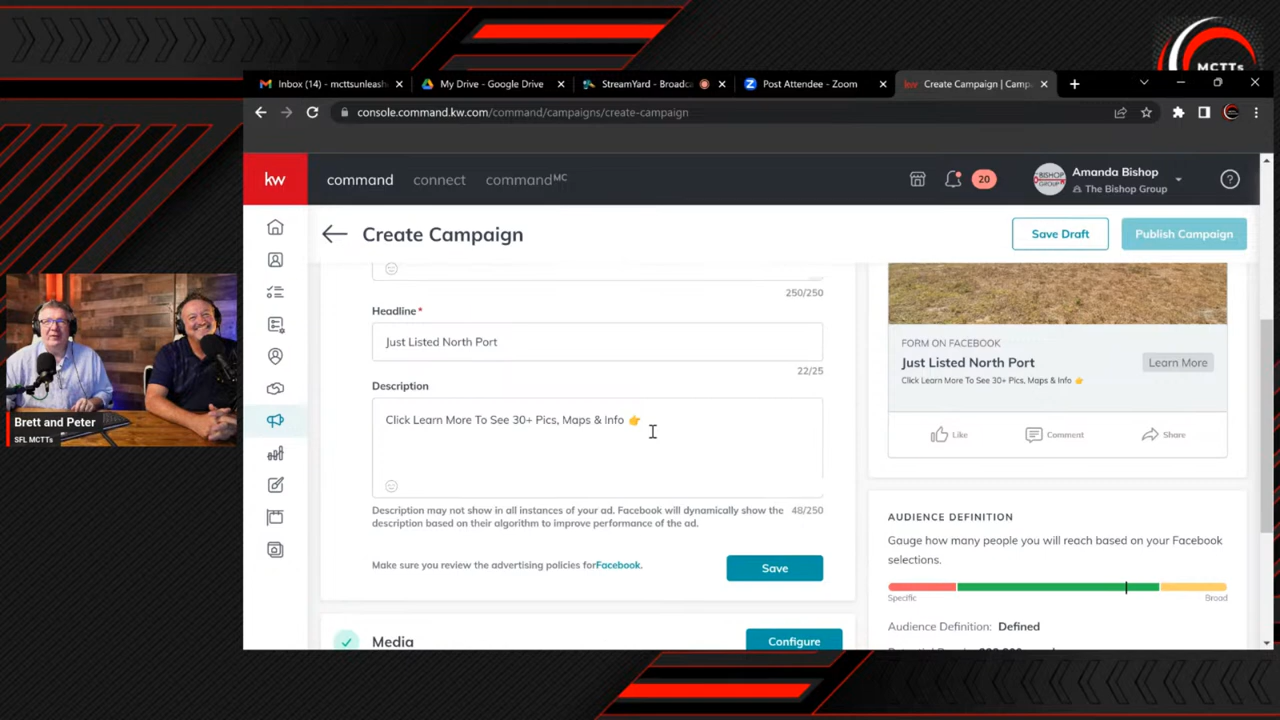 MCTTs
Inbox (14) - mcttsunleash
My Drive - Google Drive
StreamYard - Broadc
Post Attendee - Zoom
Create Campaign | Camp
console.command.kw.com/command/campaigns/create-campaign
kw
command
connect
commandMC
20
Amanda Bishop
The Bishop Group
Create Campaign
Save Draft
Publish Campaign
250/250
Headline*
Just Listed North Port
22/25
Description
Click Learn More To See 30+ Pics, Maps & Info 👉
Description may not show in all instances of your ad. Facebook will dynamically show the
48/250
description based on their algorithm to improve performance of the ad.
Make sure you review the advertising policies for Facebook.
Save
Media
Configure
FORM ON FACEBOOK
Just Listed North Port
Learn More
Click Learn More To See 30+ Pics, Maps & Info 👉
Like
Comment
Share
AUDIENCE DEFINITION
Gauge how many people you will reach based on your Facebook
selections.
Specific
Broad
Audience Definition: Defined
Brett and Peter
SFL MCTTs